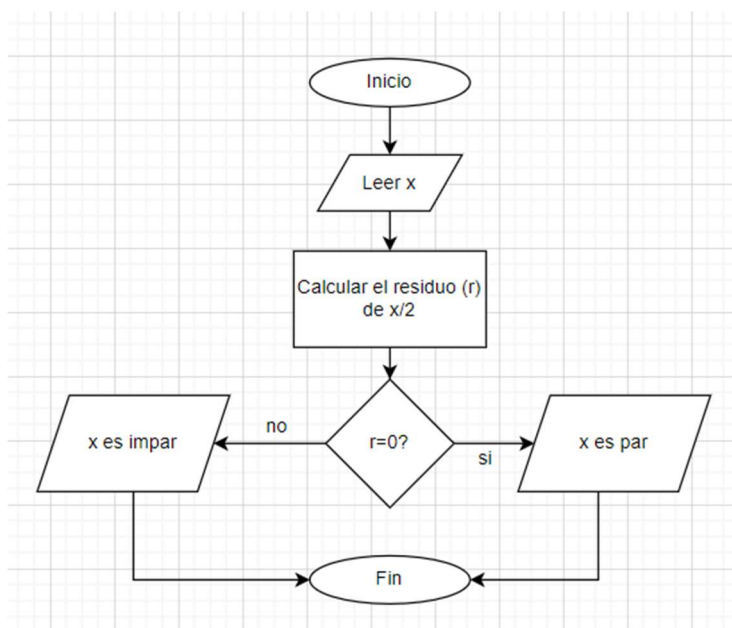 Inicio
Leer x
Calcular el residuo (r)
de x/2
no
r=0?
si
x es impar
x es par
Fin